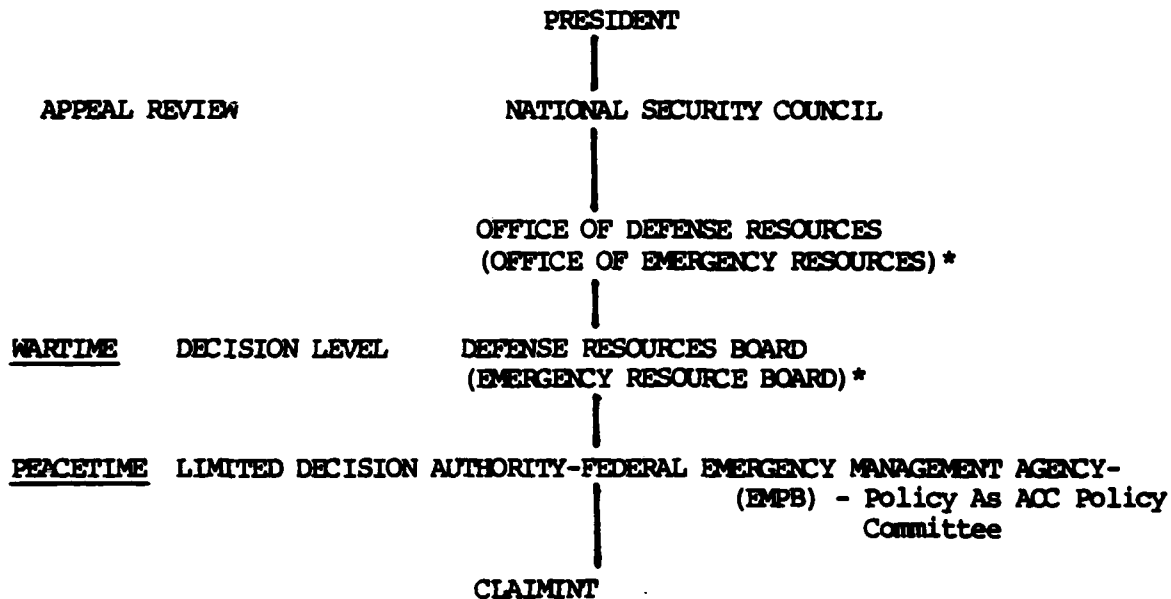 PRESIDENT
APPEAL REVIEW NATIONAL SECURITY COUNCIL
OFFICE OF DEFENSE RESOURCES
(OFFICE OF EMERGENCY RESOURCES)*
WARTIME DECISION LEVEL DEFENSE RESOURCES BOARD
(EMERGENCY RESOURCE BOARD)*
PEACETIME LIMITED DECISION AUTHORITY-FEDERAL EMERGENCY MANAGEMENT AGENCY-
(EMPB) - Policy As ACC Policy
Committee
CLAIMINT